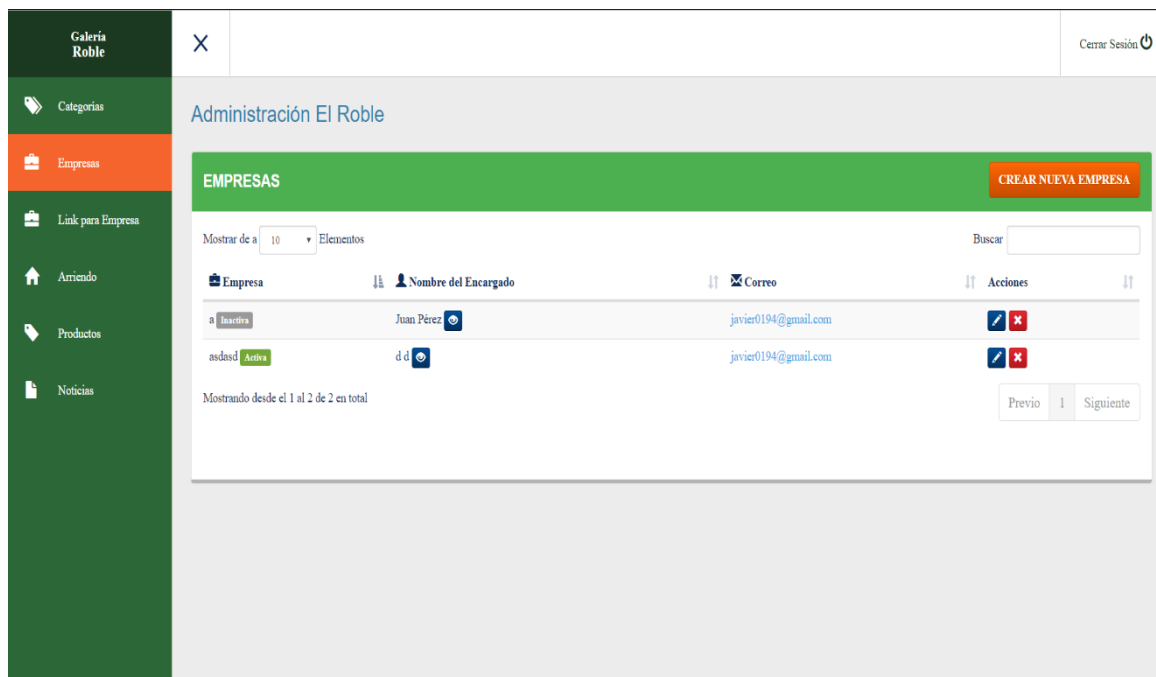 Galería
Roble
X
Cerrar Sesión
Categorias
Empresas
Link para Empresa
Arriendo
Productos
Noticias
Administración El Roble
EMPRESAS
CREAR NUEVA EMPRESA
Mostrar de a 10 Elementos
Buscar
Empresa Nombre del Encargado Correo Acciones
a Inactiva Juan Pérez javier0194@gmail.com
asdasd Activa d d javier0194@gmail.com
Mostrando desde el 1 al 2 de 2 en total
Previo 1 Siguiente